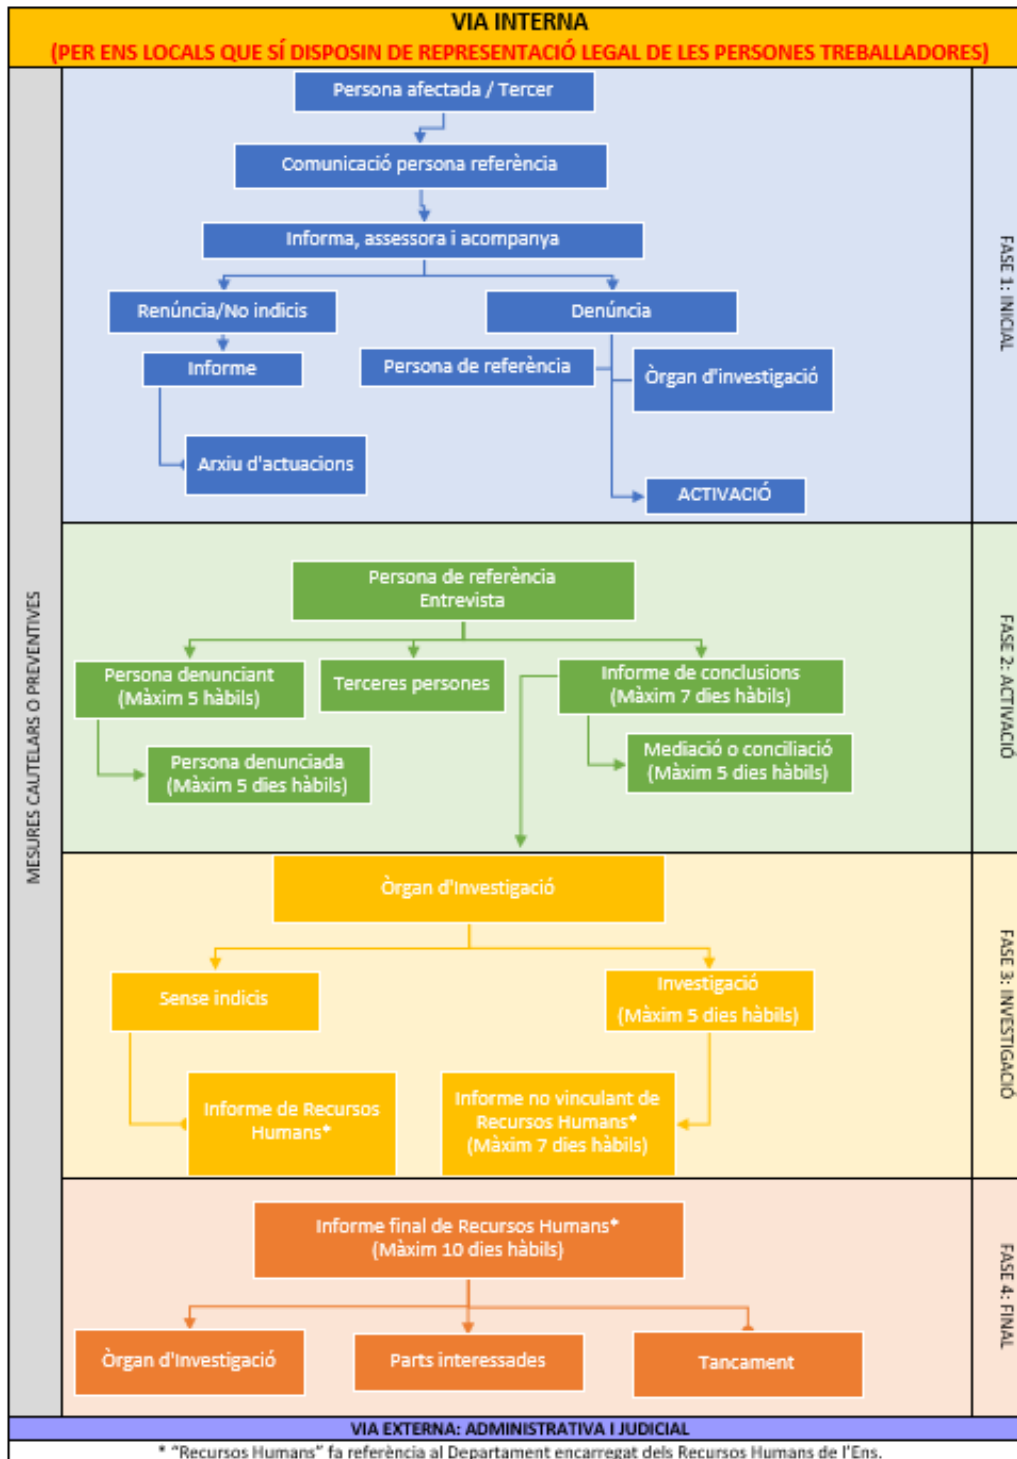 VIA INTERNA
(PER ENS LOCALS QUE SÍ DISPOSIN DE REPRESENTACIÓ LEGAL DE LES PERSONES TREBALLADORES)
MESURES CAUTELARS O PREVENTIVES
FASE 1: INICIAL
Persona afectada / Tercer
Comunicació persona referència
Informa, assessora i acompanya
Renúncia/No indicis
Denúncia
Informe
Persona de referència
Òrgan d'investigació
Arxiu d'actuacions
ACTIVACIÓ
FASE 2: ACTIVACIÓ
Persona de referència
Entrevista
Persona denunciant
(Màxim 5 hàbils)
Terceres persones
Informe de conclusions
(Màxim 7 dies hàbils)
Persona denunciada
(Màxim 5 dies hàbils)
Mediació o conciliació
(Màxim 5 dies hàbils)
FASE 3: INVESTIGACIÓ
Òrgan d'Investigació
Sense indicis
Investigació
(Màxim 5 dies hàbils)
Informe de Recursos
Humans*
Informe no vinculant de
Recursos Humans*
(Màxim 7 dies hàbils)
FASE 4: FINAL
Informe final de Recursos Humans*
(Màxim 10 dies hàbils)
Òrgan d'Investigació
Parts interessades
Tancament
VIA EXTERNA: ADMINISTRATIVA I JUDICIAL
* "Recursos Humans" fa referència al Departament encarregat dels Recursos Humans de l'Ens.